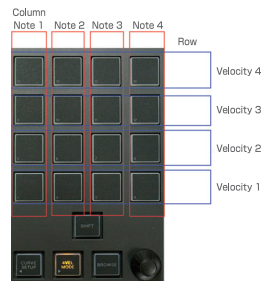 Column
Note 1 Note 2 Note 3 Note 4
Row
Velocity 4
Velocity 3
Velocity 2
Velocity 1
SHIFT
CURVE
SETUP
4VEL
MODE
BROWSE